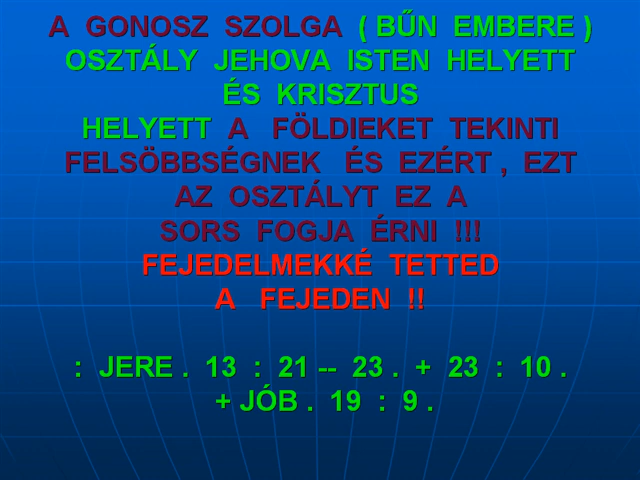 A GONOSZ SZOLGA ( BŰN EMBERE )
OSZTÁLY JEHOVA ISTEN HELYETT
ÉS KRISZTUS
HELYETT A FÖLDIEKET TEKINTI
FELSÖBBSÉGNEK ÉS EZÉRT , EZT
AZ OSZTÁLYT EZ A
SORS FOGJA ÉRNI !!!
FEJEDELMEKKÉ TETTED
A FEJEDEN !!
: JERE . 13 : 21 -- 23 . + 23 : 10 .
+ JÓB . 19 : 9 .